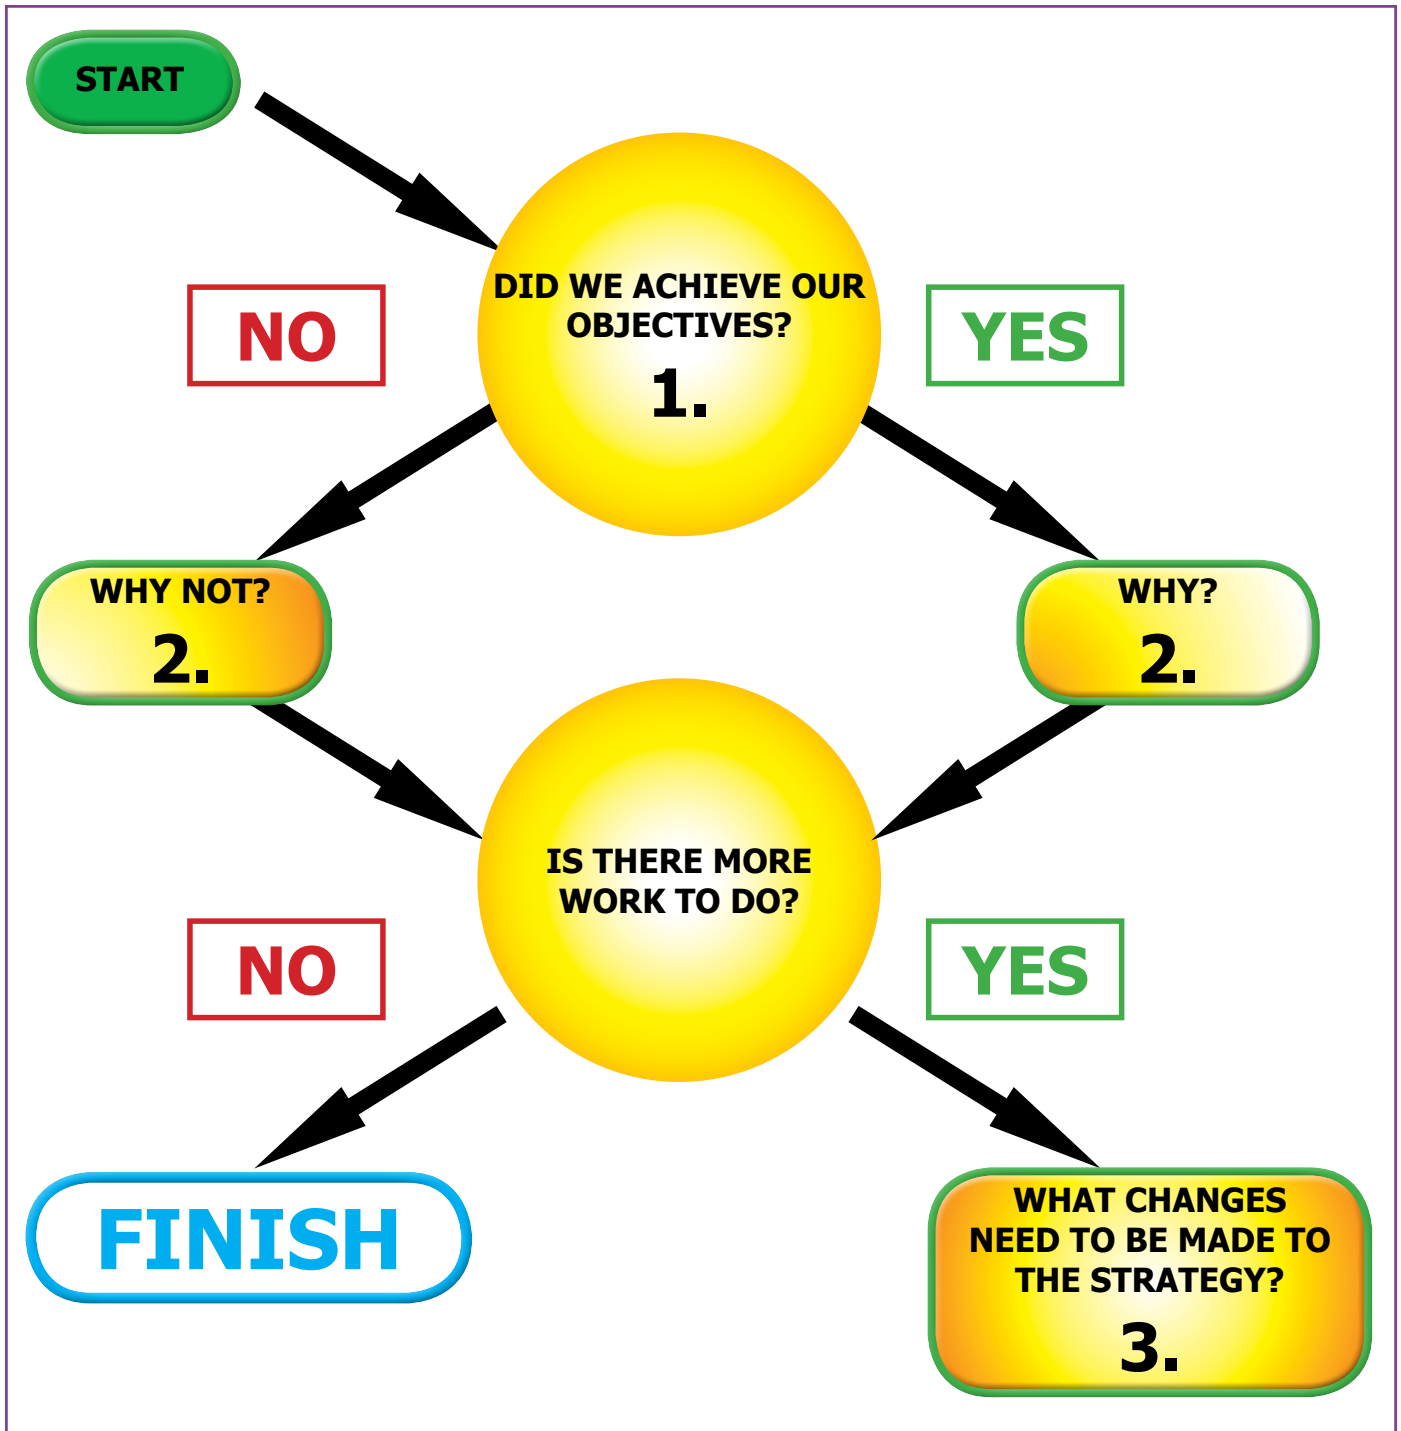 START
DID WE ACHIEVE OUR
OBJECTIVES?
1.
NO
YES
WHY NOT?
2.
WHY?
2.
IS THERE MORE
WORK TO DO?
NO
YES
FINISH
WHAT CHANGES
NEED TO BE MADE TO
THE STRATEGY?
3.